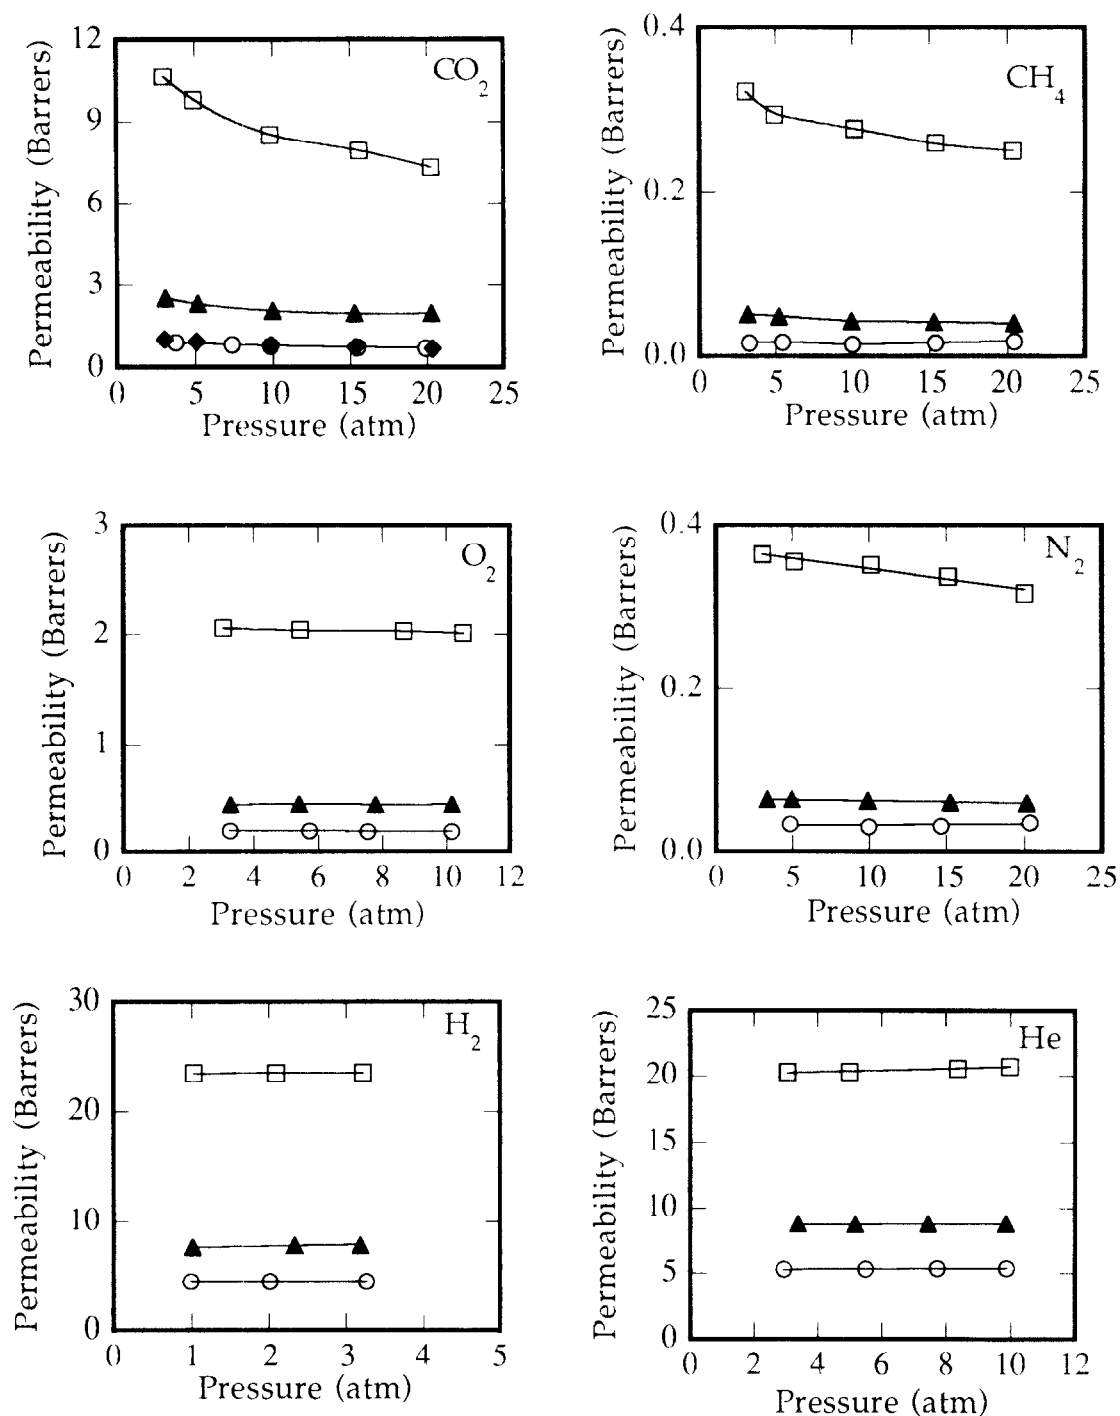 12
9
6
3
0
Permeability (Barrers)
CO2
0 5 10 15 20 25
Pressure (atm)
0.4
0.2
0.0
Permeability (Barrers)
CH4
0 5 10 15 20 25
Pressure (atm)
3
2
1
0
Permeability (Barrers)
O2
0 2 4 6 8 10 12
Pressure (atm)
0.4
0.2
0.0
Permeability (Barrers)
N2
0 5 10 15 20 25
Pressure (atm)
30
20
10
0
Permeability (Barrers)
H2
0 1 2 3 4 5
Pressure (atm)
25
20
15
10
5
0
Permeability (Barrers)
He
0 2 4 6 8 10 12
Pressure (atm)